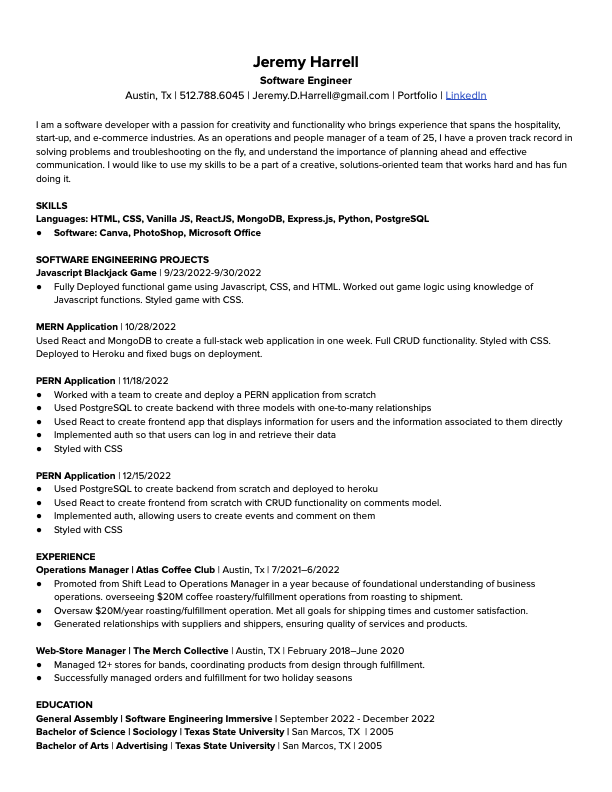 Jeremy Harrell
Software Engineer
Austin, Tx | 512.788.6045 | Jeremy.D.Harrell@gmail.com | Portfolio | LinkedIn
I am a software developer with a passion for creativity and functionality who brings experience that spans the hospitality,
start-up, and e-commerce industries. As an operations and people manager of a team of 25, I have a proven track record in
solving problems and troubleshooting on the fly, and understand the importance of planning ahead and effective
communication. I would like to use my skills to be a part of a creative, solutions-oriented team that works hard and has fun
doing it.
SKILLS
Languages: HTML, CSS, Vanilla JS, ReactJS, MongoDB, Express.js, Python, PostgreSQL
● Software: Canva, PhotoShop, Microsoft Office
SOFTWARE ENGINEERING PROJECTS
Javascript Blackjack Game | 9/23/2022-9/30/2022
● Fully Deployed functional game using Javascript, CSS, and HTML. Worked out game logic using knowledge of
Javascript functions. Styled game with CSS.
MERN Application | 10/28/2022
Used React and MongoDB to create a full-stack web application in one week. Full CRUD functionality. Styled with CSS.
Deployed to Heroku and fixed bugs on deployment.
PERN Application | 11/18/2022
● Worked with a team to create and deploy a PERN application from scratch
● Used PostgreSQL to create backend with three models with one-to-many relationships
● Used React to create frontend app that displays information for users and the information associated to them directly
● Implemented auth so that users can log in and retrieve their data
● Styled with CSS
PERN Application | 12/15/2022
● Used PostgreSQL to create backend from scratch and deployed to heroku
● Used React to create frontend from scratch with CRUD functionality on comments model.
● Implemented auth, allowing users to create events and comment on them
● Styled with CSS
EXPERIENCE
Operations Manager | Atlas Coffee Club | Austin, Tx | 7/2021–6/2022
● Promoted from Shift Lead to Operations Manager in a year because of foundational understanding of business
operations. overseeing $20M coffee roastery/fulfillment operations from roasting to shipment.
● Oversaw $20M/year roasting/fulfillment operation. Met all goals for shipping times and customer satisfaction.
● Generated relationships with suppliers and shippers, ensuring quality of services and products.
Web-Store Manager | The Merch Collective | Austin, TX | February 2018–June 2020
● Managed 12+ stores for bands, coordinating products from design through fulfillment.
● Successfully managed orders and fulfillment for two holiday seasons
EDUCATION
General Assembly | Software Engineering Immersive | September 2022 - December 2022
Bachelor of Science | Sociology | Texas State University | San Marcos, TX | 2005
Bachelor of Arts | Advertising | Texas State University | San Marcos, TX | 2005